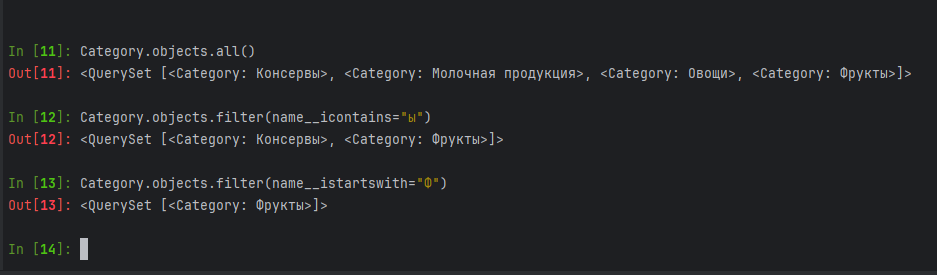 In [11]: Category.objects.all()
Out[11]: <QuerySet [<Category: Консервы>, <Category: Молочная продукция>, <Category: Овощи>, <Category: Фрукты>]>
In [12]: Category.objects.filter(name__icontains="ы")
Out[12]: <QuerySet [<Category: Консервы>, <Category: Фрукты>]>
In [13]: Category.objects.filter(name__istartswith="Ф")
Out[13]: <QuerySet [<Category: Фрукты>]>
In [14]: